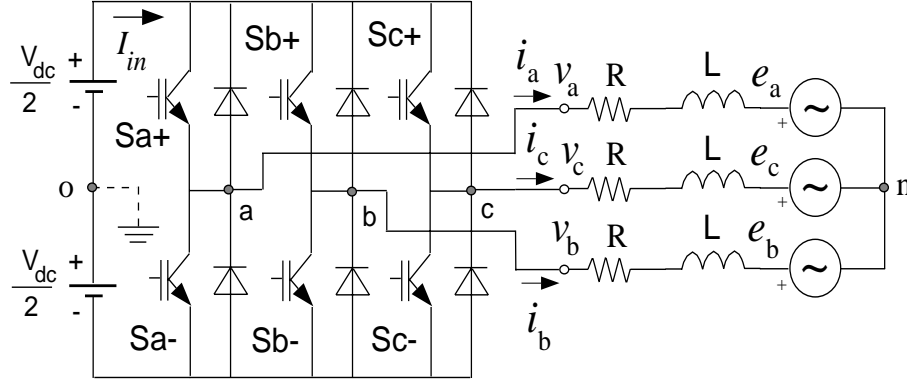 V_dc/2 + -
I_in
Sb+
Sc+
Sa+
i_a v_a R L e_a + ~
o
a
b
c
i_c v_c R L e_c + ~
n
V_dc/2 + -
v_b R L e_b + ~
i_b
Sa-
Sb-
Sc-